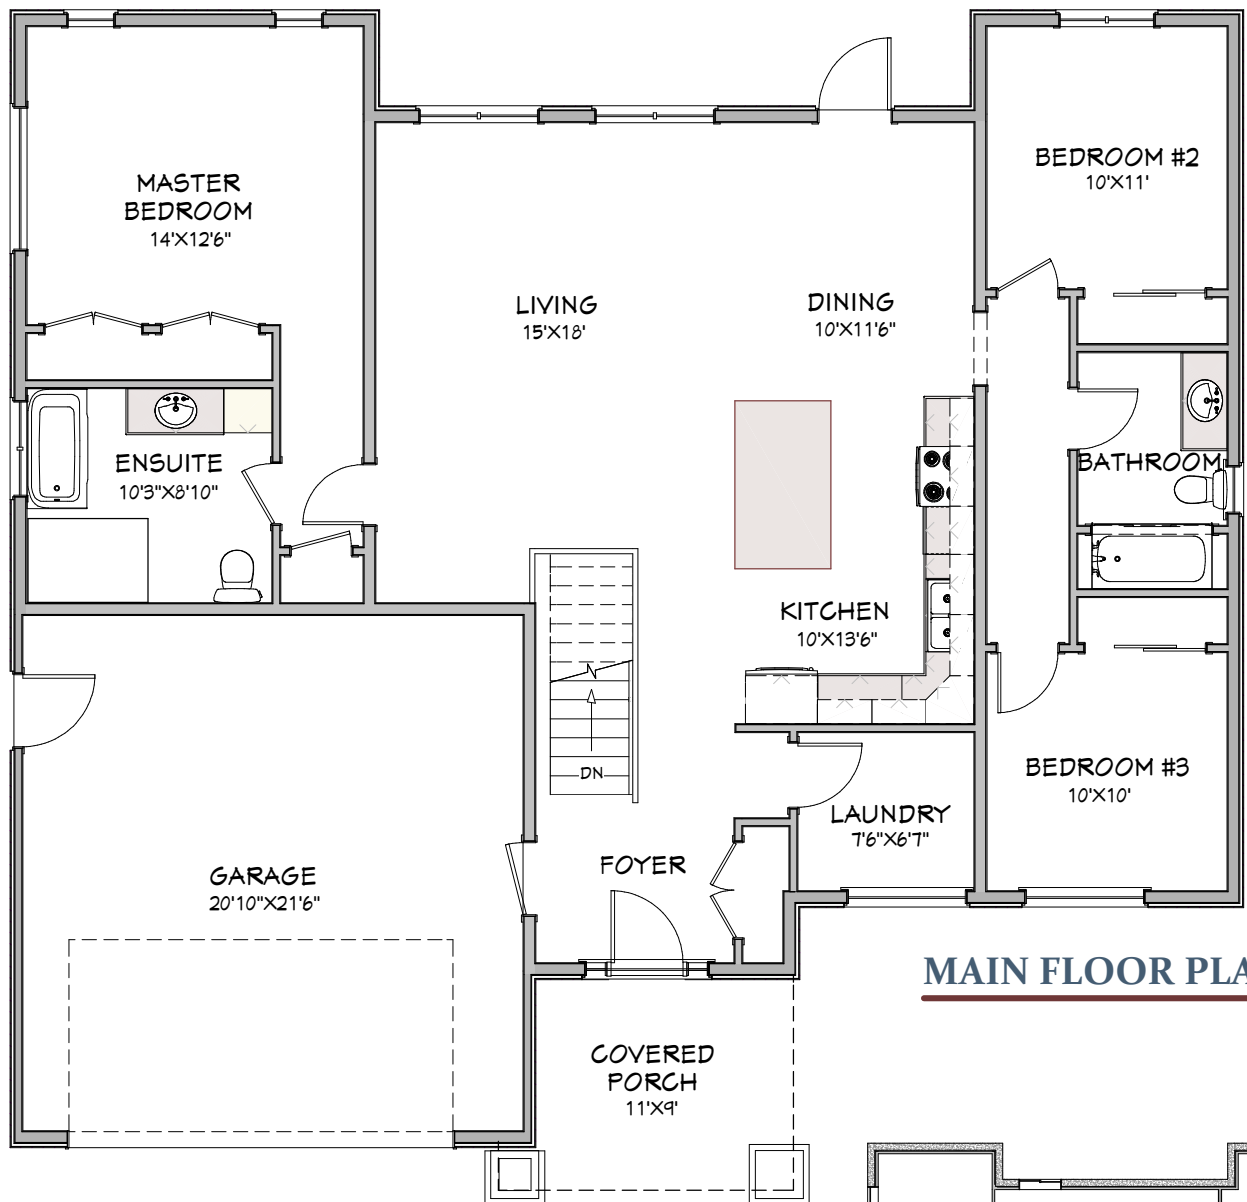 MASTER
BEDROOM
14'X12'6"
BEDROOM #2
10'X11'
LIVING
15'X18'
DINING
10'X11'6"
ENSUITE
10'3"X8'10"
BATHROOM
KITCHEN
10'X13'6"
DN
BEDROOM #3
10'X10'
LAUNDRY
7'6"X6'7"
FOYER
GARAGE
20'10"X21'6"
MAIN FLOOR PLA
COVERED
PORCH
11'X9'